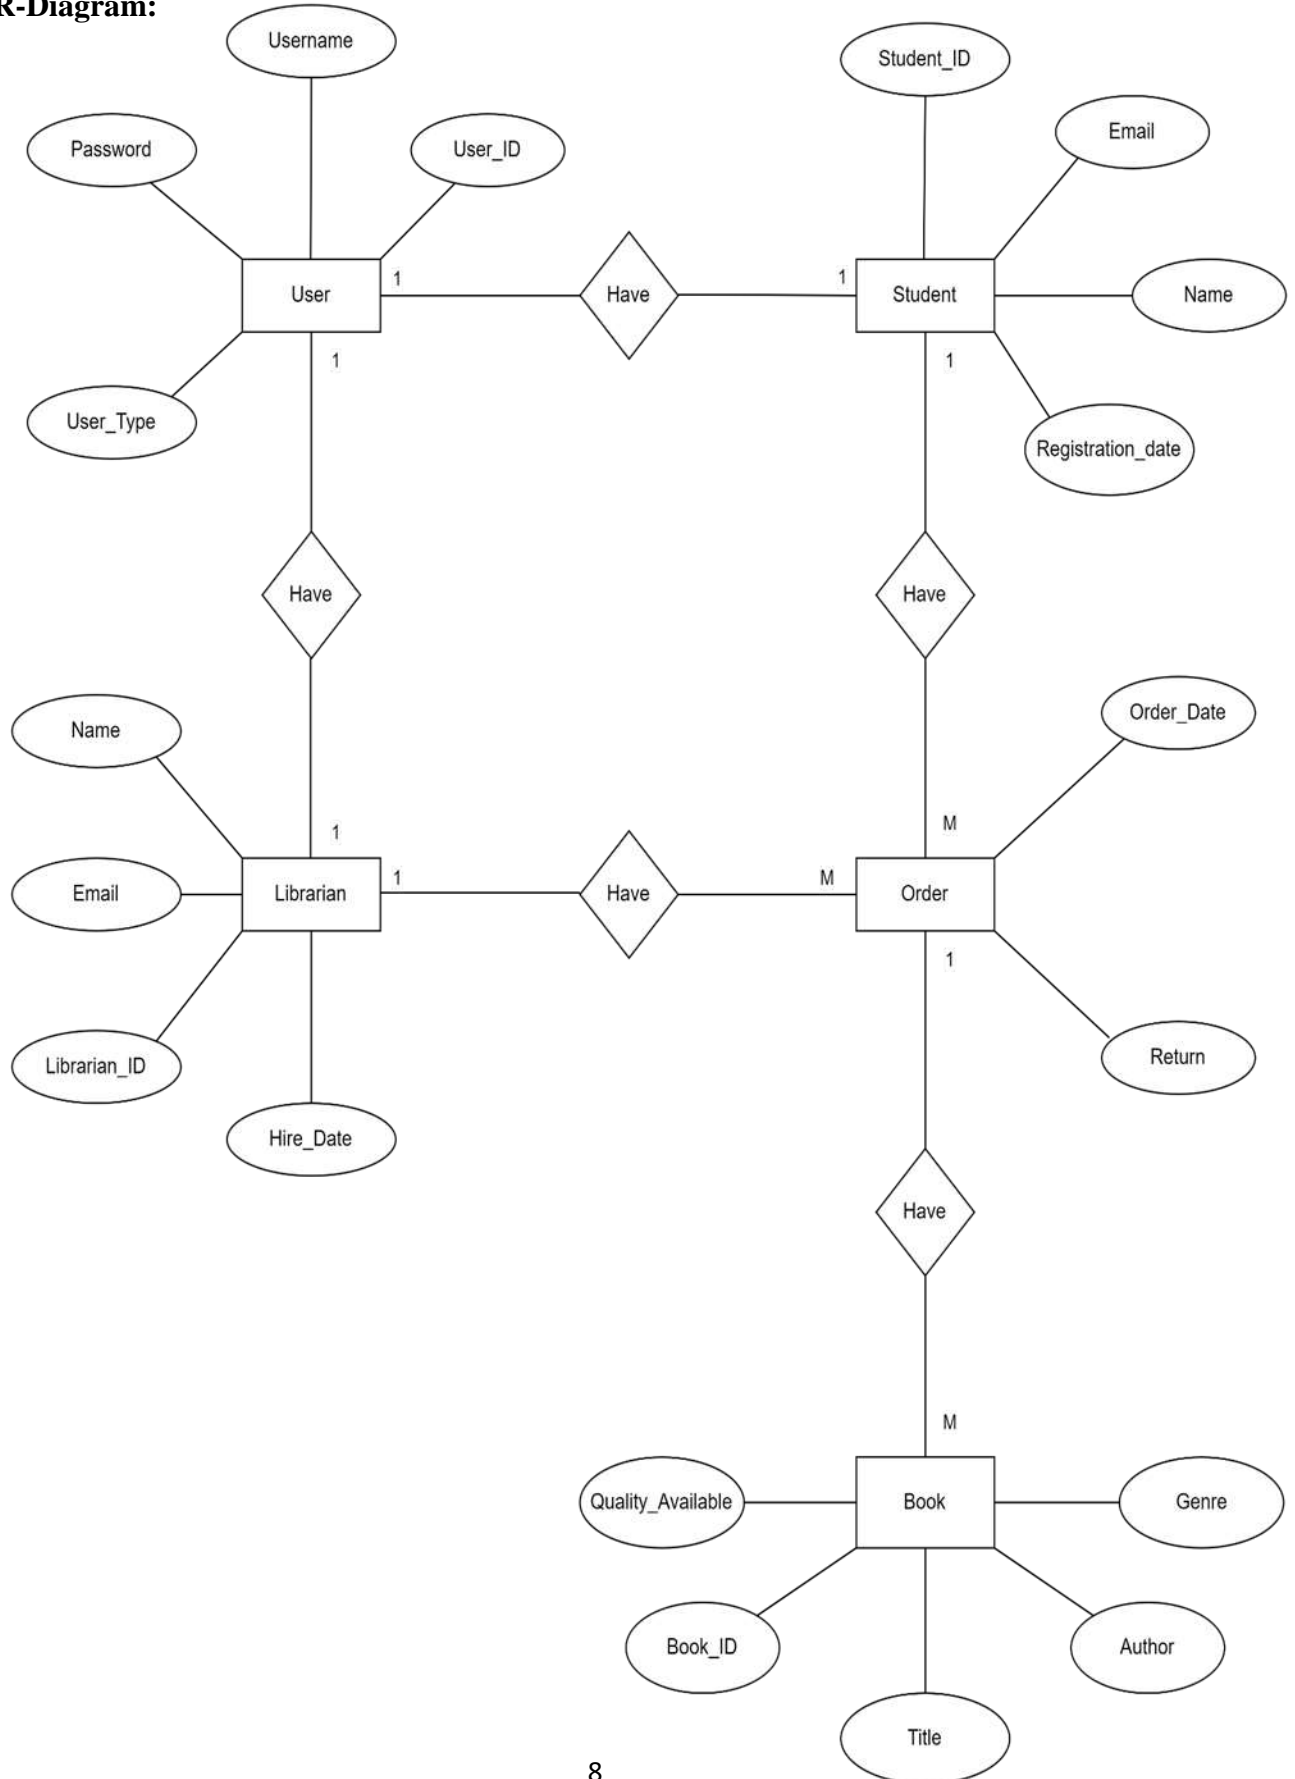 R-Diagram:
Username
Student_ID
Email
Password
User_ID
User
1
Have
1
Student
Name
1
1
User_Type
Registration_date
Have
Have
Name
Order_Date
1
M
Email
Librarian
1
Have
M
Order
1
Librarian_ID
Return
Hire_Date
Have
M
Quality_Available
Book
Genre
Book_ID
Author
Title
8